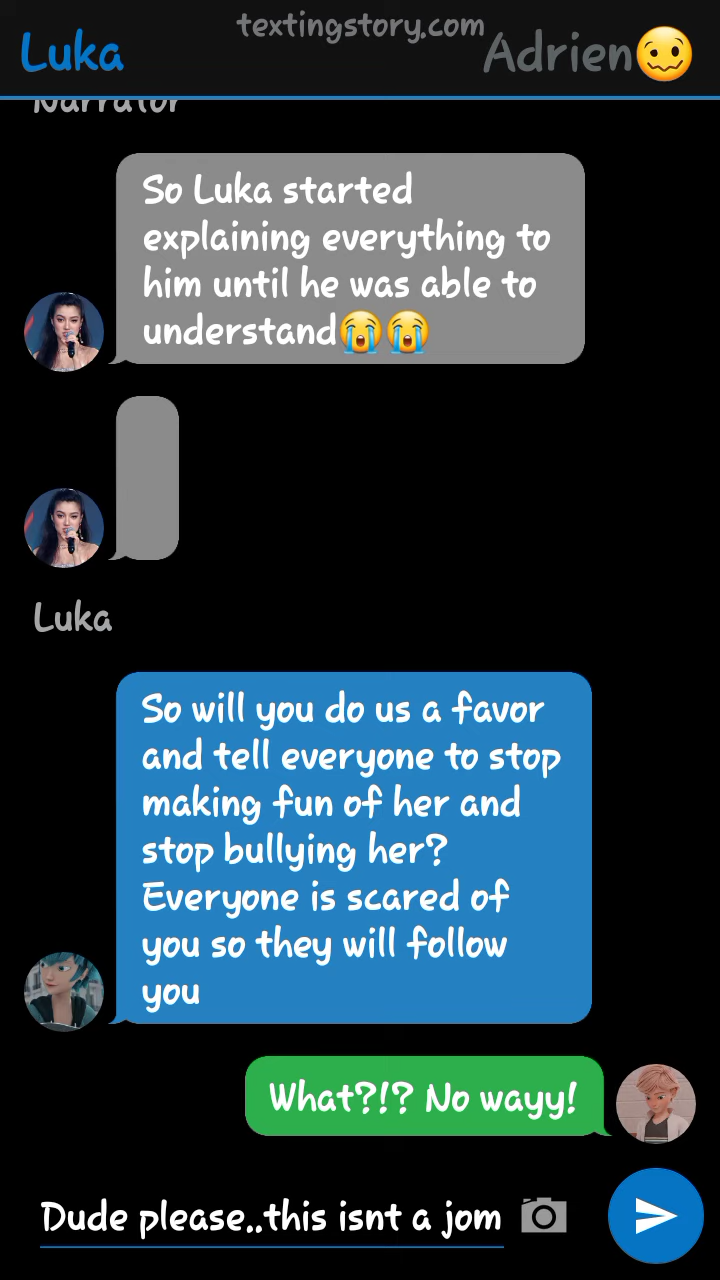 textingstory.com
Luka
Adrien🥴
Narrator
So Luka started
explaining everything to
him until he was able to
understand😭😭
Luka
So will you do us a favor
and tell everyone to stop
making fun of her and
stop bullying her?
Everyone is scared of
you so they will follow
you
What?!? No wayy!
Dude please..this isnt a jom